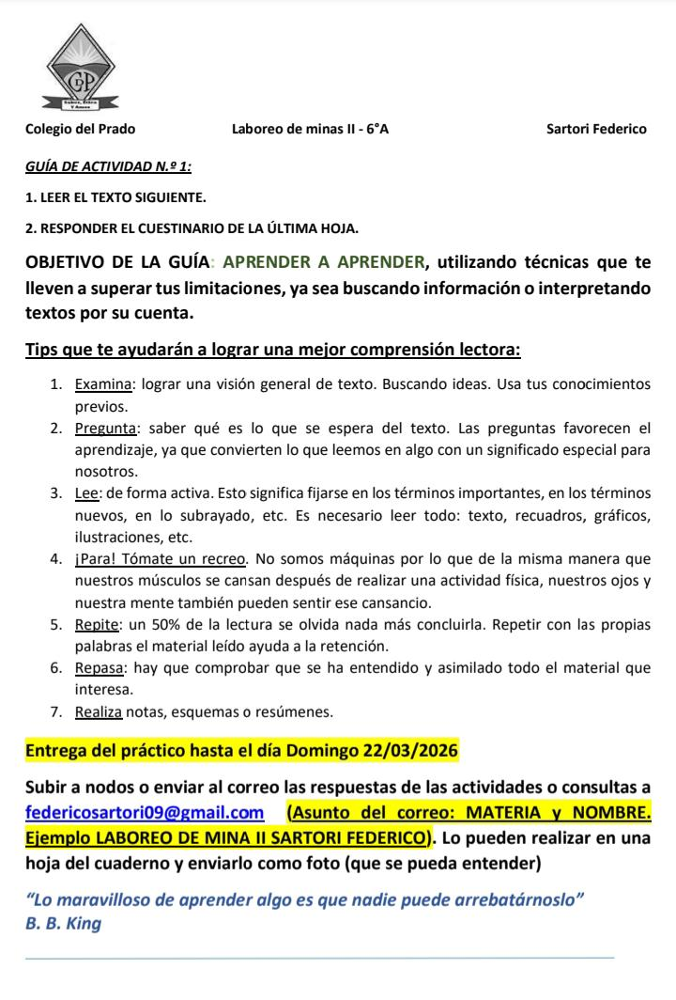 CDP
Saber, Ética
Y Amor
Colegio del Prado Laboreo de minas II - 6°A Sartori Federico
GUÍA DE ACTIVIDAD N.º 1:
1. LEER EL TEXTO SIGUIENTE.
2. RESPONDER EL CUESTINARIO DE LA ÚLTIMA HOJA.
OBJETIVO DE LA GUÍA: APRENDER A APRENDER, utilizando técnicas que te
lleven a superar tus limitaciones, ya sea buscando información o interpretando
textos por su cuenta.
Tips que te ayudarán a lograr una mejor comprensión lectora:
1. Examina: lograr una visión general de texto. Buscando ideas. Usa tus conocimientos
previos.
2. Pregunta: saber qué es lo que se espera del texto. Las preguntas favorecen el
aprendizaje, ya que convierten lo que leemos en algo con un significado especial para
nosotros.
3. Lee: de forma activa. Esto significa fijarse en los términos importantes, en los términos
nuevos, en lo subrayado, etc. Es necesario leer todo: texto, recuadros, gráficos,
ilustraciones, etc.
4. ¡Para! Tómate un recreo. No somos máquinas por lo que de la misma manera que
nuestros músculos se cansan después de realizar una actividad física, nuestros ojos y
nuestra mente también pueden sentir ese cansancio.
5. Repite: un 50% de la lectura se olvida nada más concluirla. Repetir con las propias
palabras el material leído ayuda a la retención.
6. Repasa: hay que comprobar que se ha entendido y asimilado todo el material que
interesa.
7. Realiza notas, esquemas o resúmenes.
Entrega del práctico hasta el día Domingo 22/03/2026
Subir a nodos o enviar al correo las respuestas de las actividades o consultas a
federicosartori09@gmail.com (Asunto del correo: MATERIA y NOMBRE.
Ejemplo LABOREO DE MINA II SARTORI FEDERICO). Lo pueden realizar en una
hoja del cuaderno y enviarlo como foto (que se pueda entender)
“Lo maravilloso de aprender algo es que nadie puede arrebatárnoslo”
B. B. King